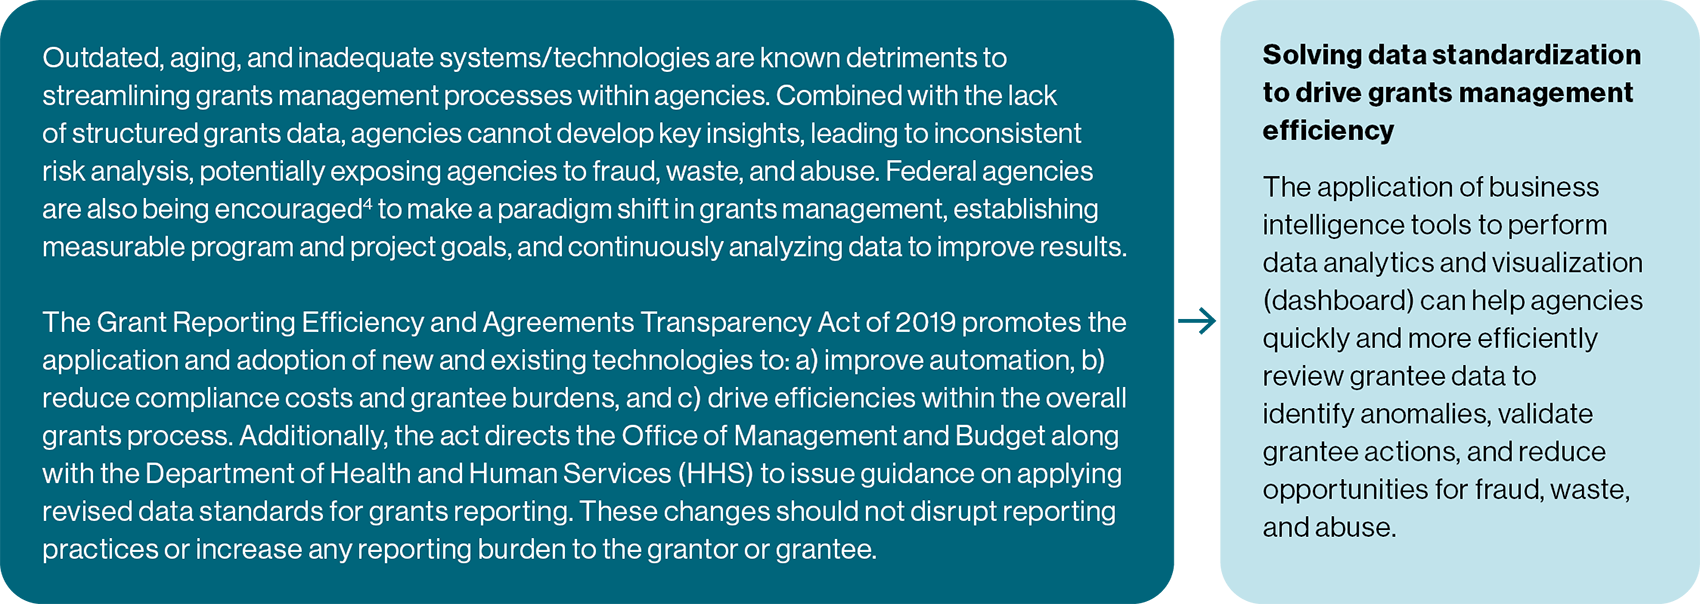 Outdated, aging, and inadequate systems/technologies are known detriments to
streamlining grants management processes within agencies. Combined with the lack
of structured grants data, agencies cannot develop key insights, leading to inconsistent
risk analysis, potentially exposing agencies to fraud, waste, and abuse. Federal agencies
are also being encouraged⁴ to make a paradigm shift in grants management, establishing
measurable program and project goals, and continuously analyzing data to improve results.
The Grant Reporting Efficiency and Agreements Transparency Act of 2019 promotes the
application and adoption of new and existing technologies to: a) improve automation, b)
reduce compliance costs and grantee burdens, and c) drive efficiencies within the overall
grants process. Additionally, the act directs the Office of Management and Budget along
with the Department of Health and Human Services (HHS) to issue guidance on applying
revised data standards for grants reporting. These changes should not disrupt reporting
practices or increase any reporting burden to the grantor or grantee.
Solving data standardization
to drive grants management
efficiency
The application of business
intelligence tools to perform
data analytics and visualization
(dashboard) can help agencies
quickly and more efficiently
review grantee data to
identify anomalies, validate
grantee actions, and reduce
opportunities for fraud, waste,
and abuse.